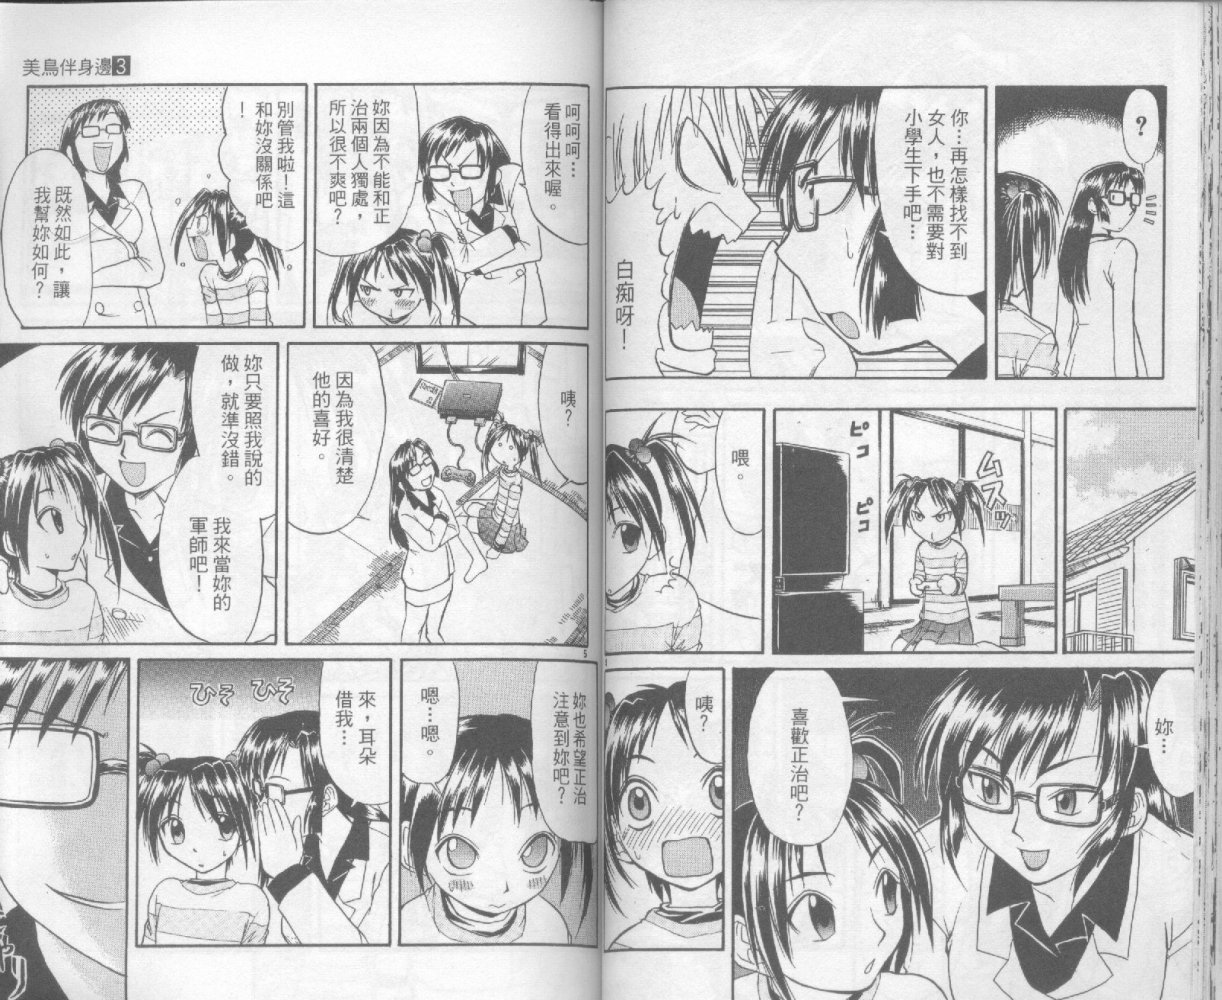 ？
你…再怎樣找不到
女人，也不需要對
小學生下手吧…
白痴呀！
ムスッ
ピコ
ピコ
喂。
妳…
喜歡正治吧？
咦？
美鳥伴身邊3
呵呵呵…
看得出來喔。
妳因為不能和正
治兩個人獨處，
所以很不爽吧？
別管我啦！這
和妳沒關係吧
！
既然如此，讓
我幫妳如何？
咦？
因為我很清楚
他的喜好。
妳只要照我說的
做，就準沒錯。
我來當妳的
軍師吧！
5
妳也希望正治
注意到妳吧？
嗯…嗯。
來，耳朵
借我…
ひそ ひそ